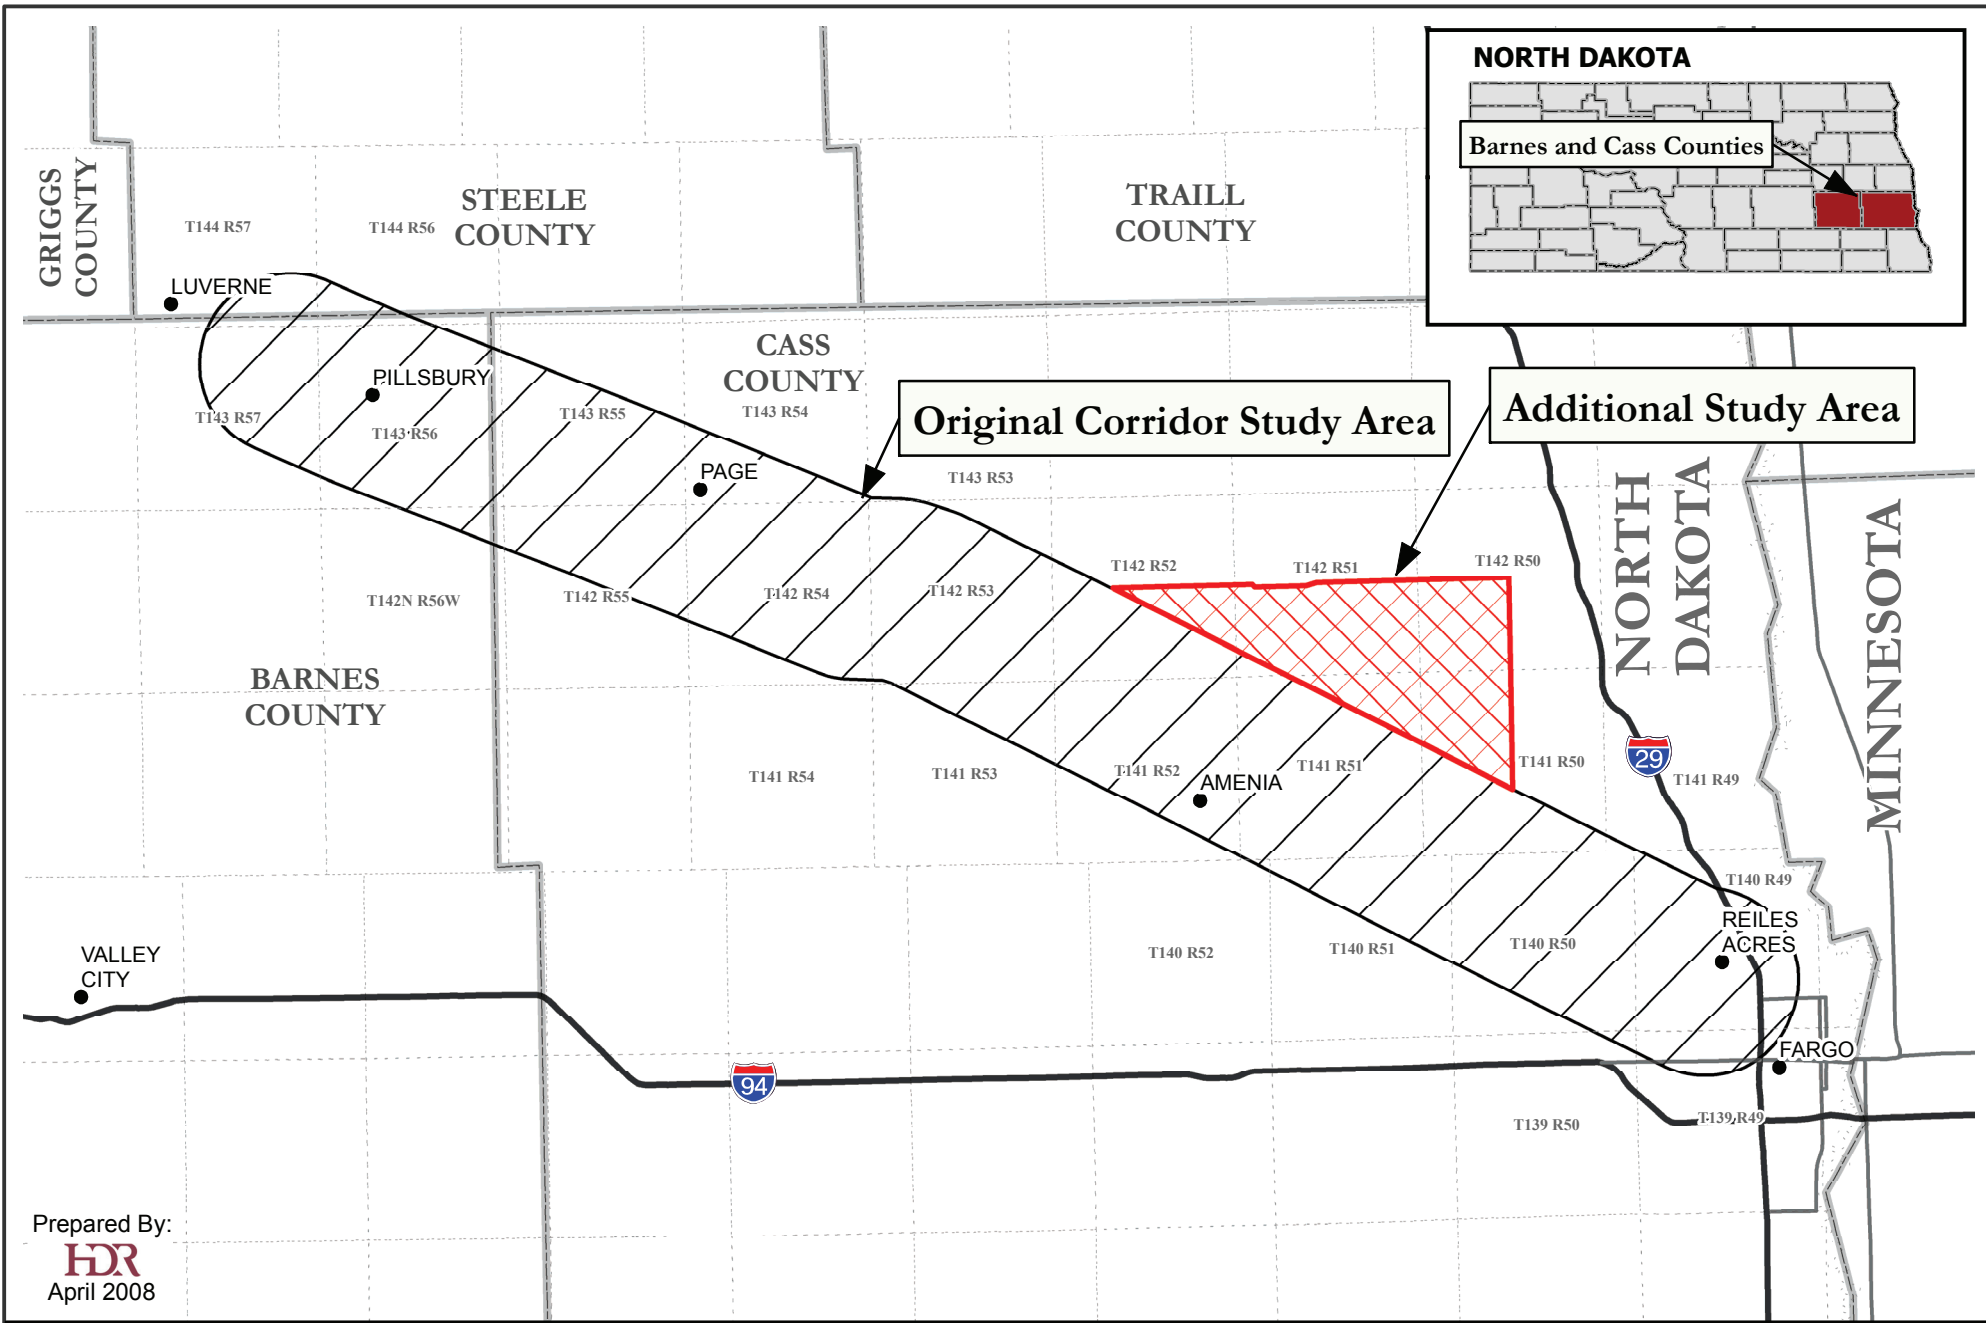 NORTH DAKOTA
Barnes and Cass Counties
GRIGGS
COUNTY
STEELE
COUNTY
TRAILL
COUNTY
T144 R57
T144 R56
LUVERNE
CASS
COUNTY
PILLSBURY
T143 R57
T143 R56
T143 R55
T143 R54
Original Corridor Study Area
Additional Study Area
PAGE
T143 R53
NORTH
DAKOTA
MINNESOTA
T142 R52
T142 R51
T142 R50
T142N R56W
T142 R55
T142 R54
T142 R53
BARNES
COUNTY
29
T141 R54
T141 R53
T141 R52
T141 R51
T141 R50
T141 R49
AMENIA
T140 R49
REILES
ACRES
T140 R52
T140 R51
T140 R50
VALLEY
CITY
FARGO
94
T139 R50
T139 R49
Prepared By:
HDR
April 2008